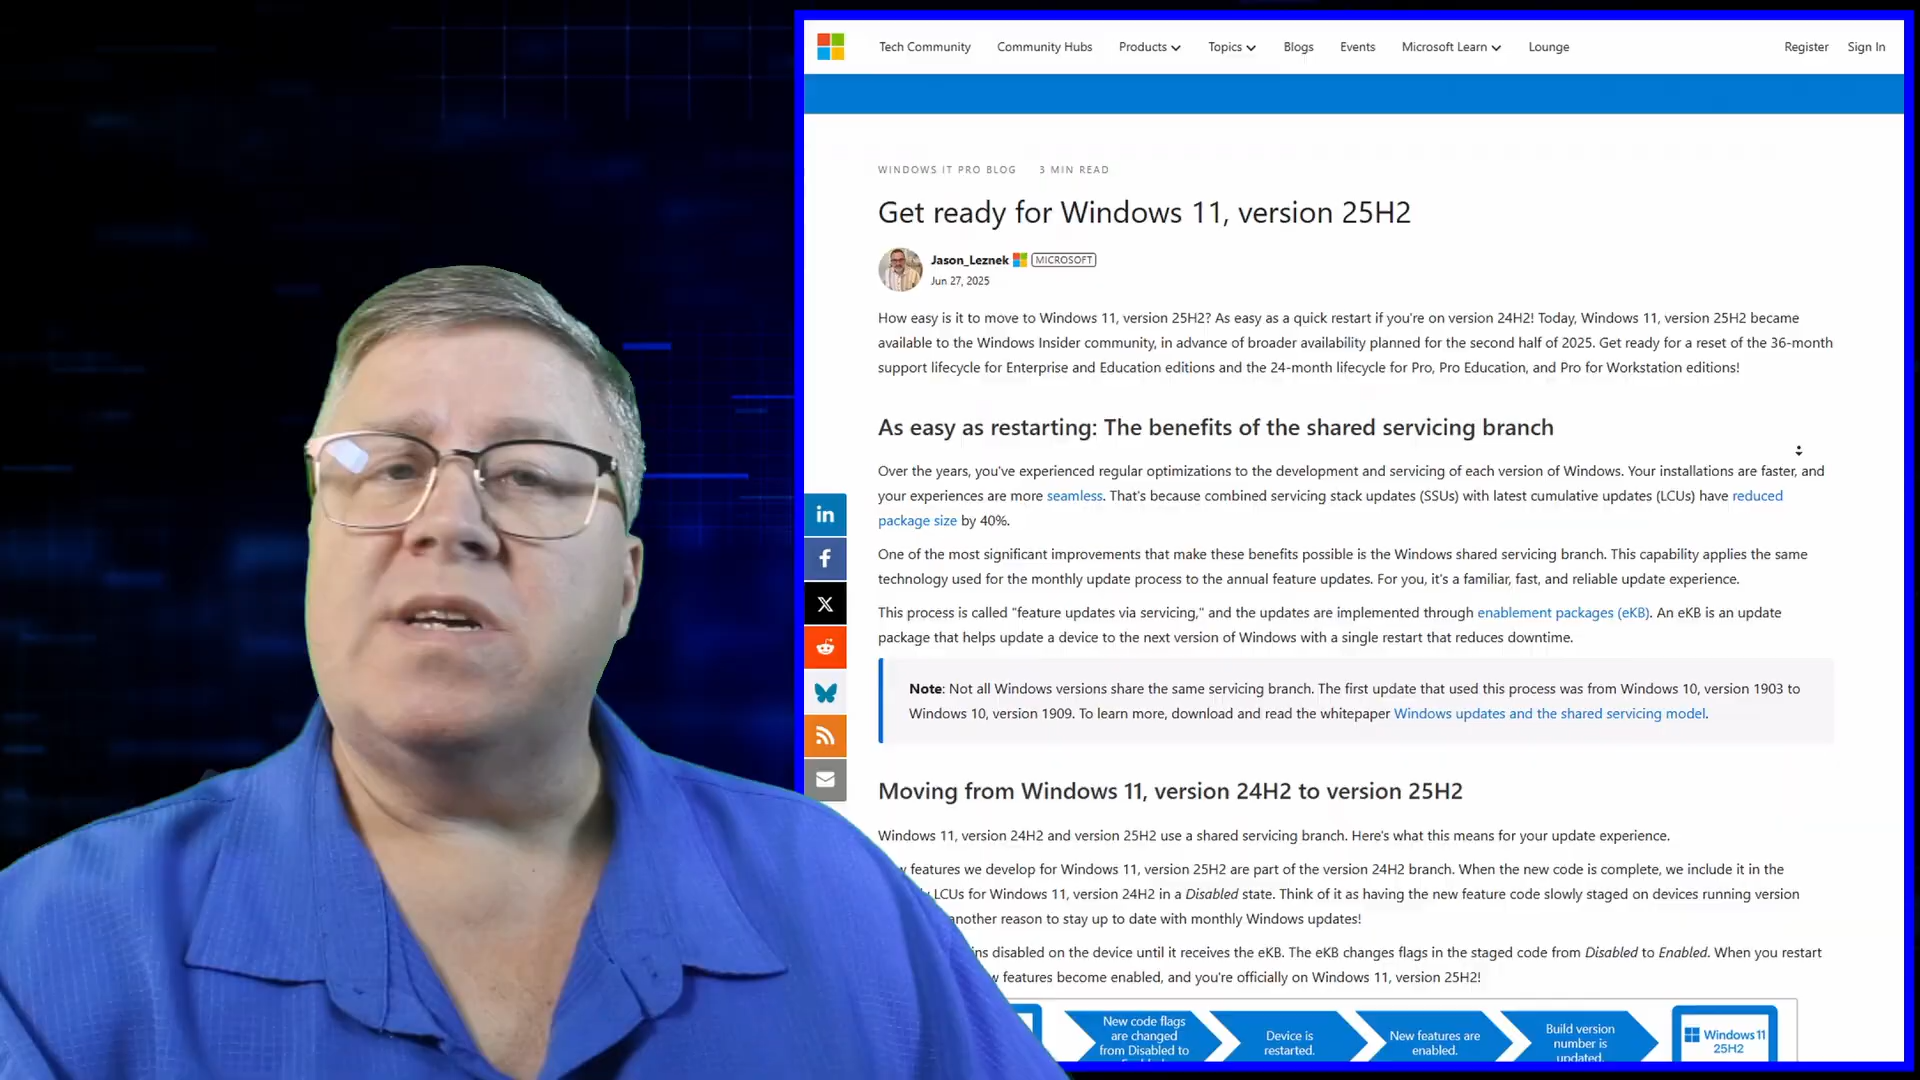 Tech Community Community Hubs Products Topics Blogs Events Microsoft Learn Lounge Register Sign In
WINDOWS IT PRO BLOG 3 MIN READ
Get ready for Windows 11, version 25H2
Jason_Leznek MICROSOFT
Jun 27, 2025
How easy is it to move to Windows 11, version 25H2? As easy as a quick restart if you're on version 24H2! Today, Windows 11, version 25H2 became
available to the Windows Insider community, in advance of broader availability planned for the second half of 2025. Get ready for a reset of the 36-month
support lifecycle for Enterprise and Education editions and the 24-month lifecycle for Pro, Pro Education, and Pro for Workstation editions!
As easy as restarting: The benefits of the shared servicing branch
Over the years, you've experienced regular optimizations to the development and servicing of each version of Windows. Your installations are faster, and
your experiences are more seamless. That's because combined servicing stack updates (SSUs) with latest cumulative updates (LCUs) have reduced
package size by 40%.
One of the most significant improvements that make these benefits possible is the Windows shared servicing branch. This capability applies the same
technology used for the monthly update process to the annual feature updates. For you, it's a familiar, fast, and reliable update experience.
This process is called "feature updates via servicing," and the updates are implemented through enablement packages (eKB). An eKB is an update
package that helps update a device to the next version of Windows with a single restart that reduces downtime.
Note: Not all Windows versions share the same servicing branch. The first update that used this process was from Windows 10, version 1903 to
Windows 10, version 1909. To learn more, download and read the whitepaper Windows updates and the shared servicing model.
Moving from Windows 11, version 24H2 to version 25H2
Windows 11, version 24H2 and version 25H2 use a shared servicing branch. Here's what this means for your update experience.
features we develop for Windows 11, version 25H2 are part of the version 24H2 branch. When the new code is complete, we include it in the
LCUs for Windows 11, version 24H2 in a Disabled state. Think of it as having the new feature code slowly staged on devices running version
another reason to stay up to date with monthly Windows updates!
disabled on the device until it receives the eKB. The eKB changes flags in the staged code from Disabled to Enabled. When you restart
features become enabled, and you're officially on Windows 11, version 25H2!
New code flags
are changed
from Disabled to
Device is
restarted.
New features are
enabled.
Build version
number is
updated.
Windows 11
25H2